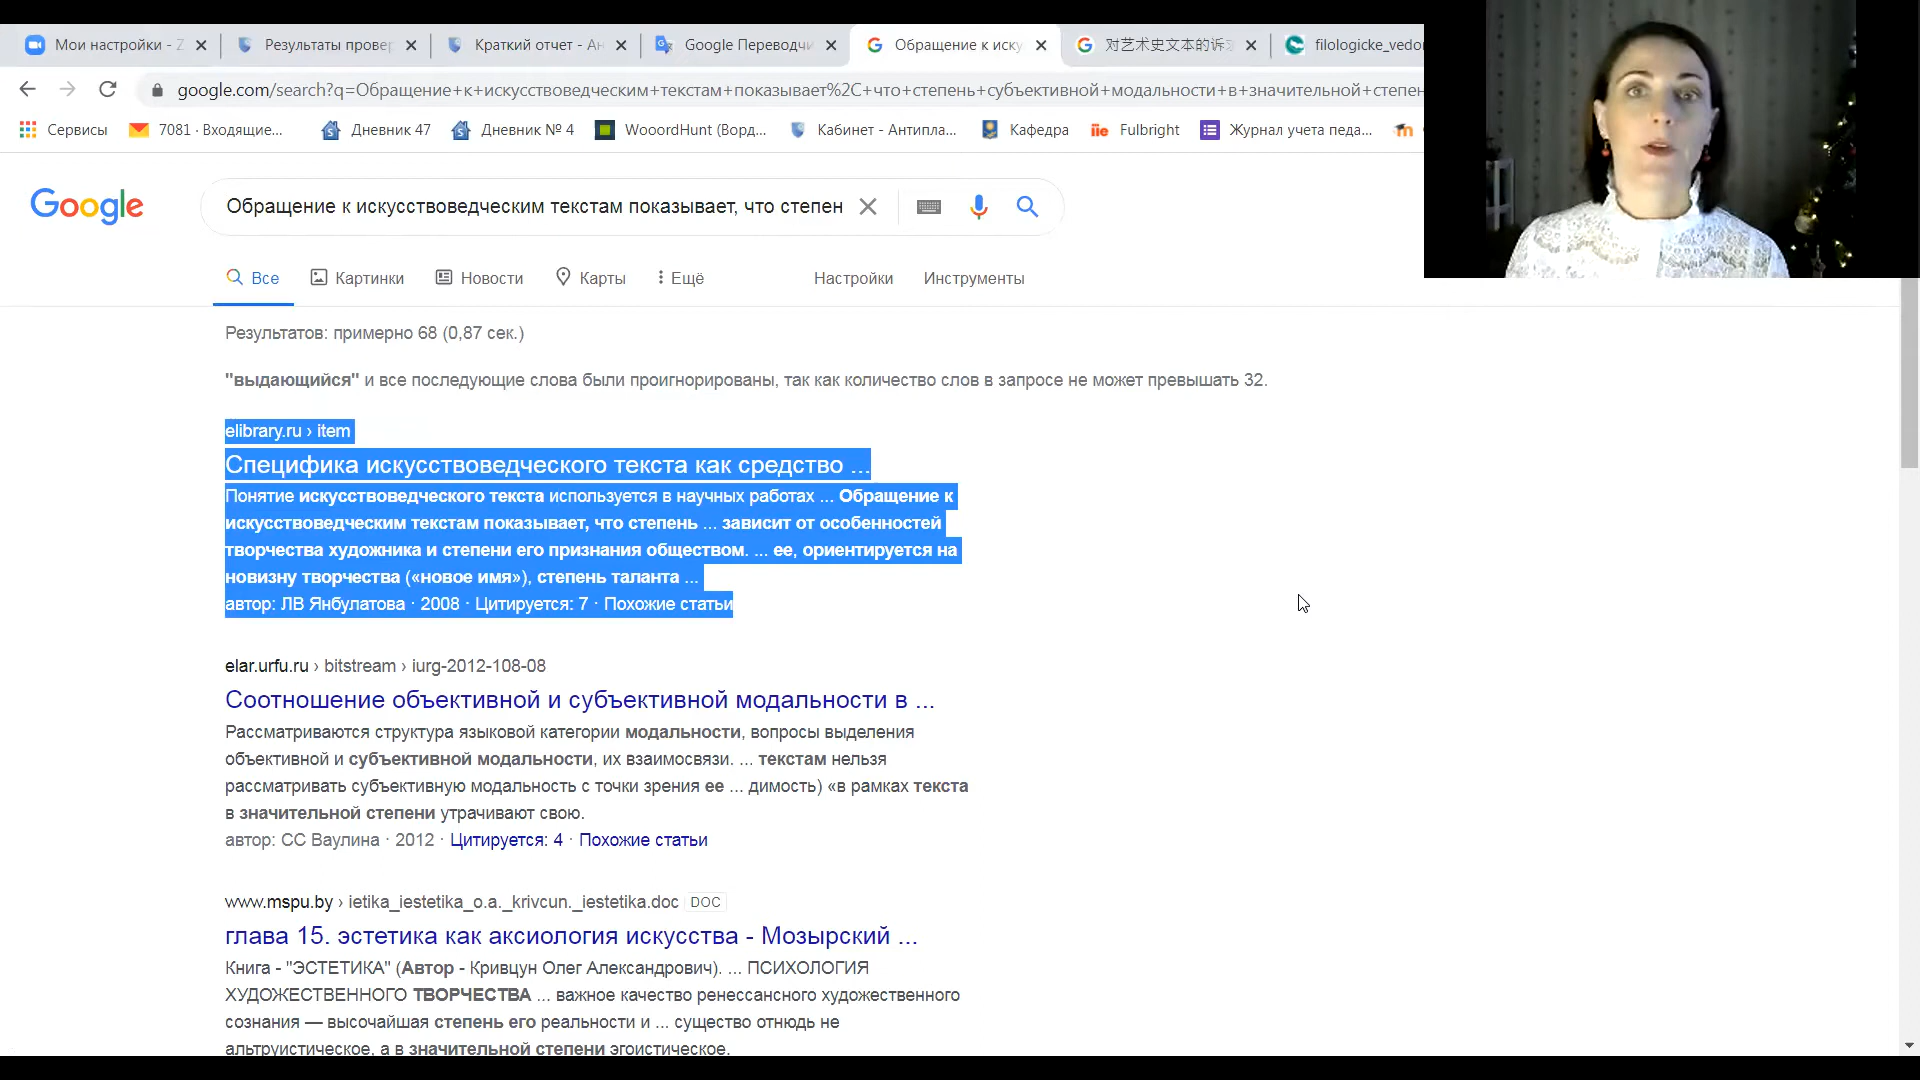 Мои настройки - Z
Результаты провер
Краткий отчет - Ан
Google Переводчи
Обращение к иску
对艺术史文本的诉
filologicke_vedor
google.com/search?q=Обращение+к+искусствоведческим+текстам+показывает%2C+что+степень+субъективной+модальности+в+значительной+степен
Сервисы
7081 · Входящие...
Дневник 47
Дневник № 4
WooordHunt (Ворд...
Кабинет - Антипла...
Кафедра
iie Fulbright
Журнал учета педа...
m
Google
Обращение к искусствоведческим текстам показывает, что степен
Все
Картинки
Новости
Карты
Ещё
Настройки
Инструменты
Результатов: примерно 68 (0,87 сек.)
"выдающийся" и все последующие слова были проигнорированы, так как количество слов в запросе не может превышать 32.
elibrary.ru › item
Специфика искусствоведческого текста как средство ...
Понятие искусствоведческого текста используется в научных работах ... Обращение к
искусствоведческим текстам показывает, что степень ... зависит от особенностей
творчества художника и степени его признания обществом. ... ее, ориентируется на
новизну творчества («новое имя»), степень таланта ...
автор: ЛВ Янбулатова · 2008 · Цитируется: 7 · Похожие статьи
elar.urfu.ru › bitstream › iurg-2012-108-08
Соотношение объективной и субъективной модальности в ...
Рассматриваются структура языковой категории модальности, вопросы выделения
объективной и субъективной модальности, их взаимосвязи. ... текстам нельзя
рассматривать субъективную модальность с точки зрения ее ... димость) «в рамках текста
в значительной степени утрачивают свою.
автор: СС Ваулина · 2012 · Цитируется: 4 · Похожие статьи
www.mspu.by › ietika_iestetika_o.a._krivcun._iestetika.doc DOC
глава 15. эстетика как аксиология искусства - Мозырский ...
Книга - "ЭСТЕТИКА" (Автор - Кривцун Олег Александрович). ... ПСИХОЛОГИЯ
ХУДОЖЕСТВЕННОГО ТВОРЧЕСТВА ... важное качество ренессансного художественного
сознания — высочайшая степень его реальности и ... существо отнюдь не
альтруистическое, а в значительной степени эгоистическое.